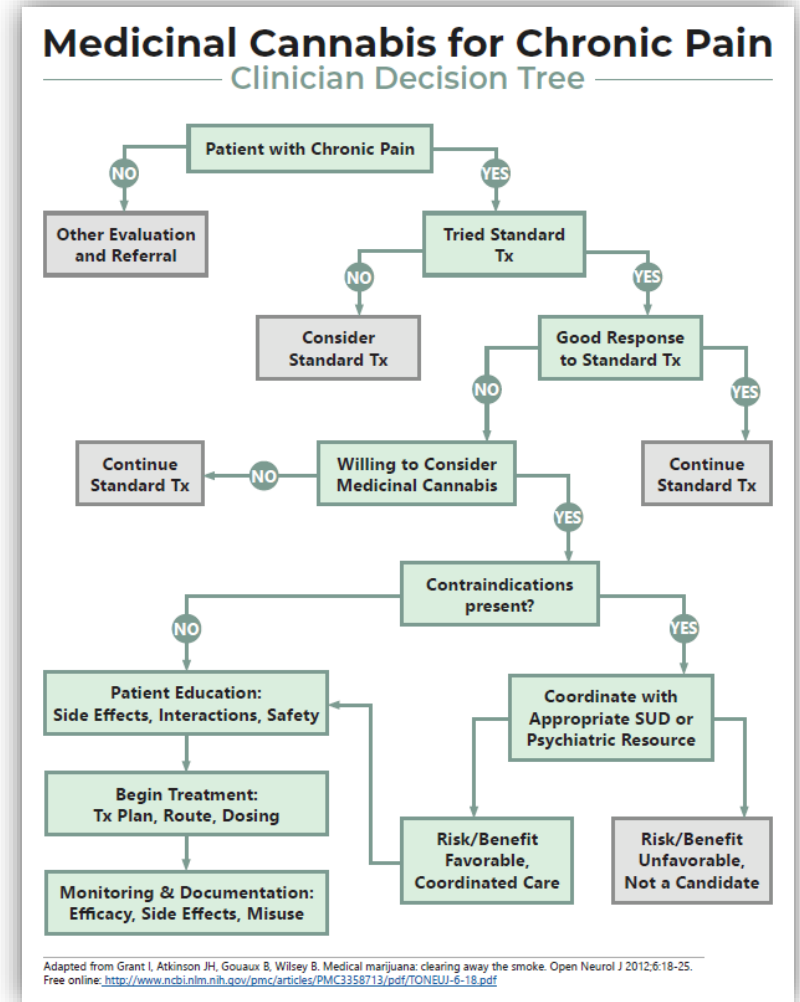 Medicinal Cannabis for Chronic Pain
Clinician Decision Tree
Patient with Chronic Pain
NO
YES
Other Evaluation
and Referral
Tried Standard
Tx
NO
YES
Consider
Standard Tx
Good Response
to Standard Tx
NO
YES
Continue
Standard Tx
NO
Willing to Consider
Medicinal Cannabis
Continue
Standard Tx
YES
Contraindications
present?
NO
YES
Patient Education:
Side Effects, Interactions, Safety
Coordinate with
Appropriate SUD or
Psychiatric Resource
Begin Treatment:
Tx Plan, Route, Dosing
Risk/Benefit
Favorable,
Coordinated Care
Risk/Benefit
Unfavorable,
Not a Candidate
Monitoring & Documentation:
Efficacy, Side Effects, Misuse
Adapted from Grant I, Atkinson JH, Gouaux B, Wilsey B. Medical marijuana: clearing away the smoke. Open Neurol J 2012;6:18-25.
Free online: http://www.ncbi.nlm.nih.gov/pmc/articles/PMC3358713/pdf/TONEUJ-6-18.pdf